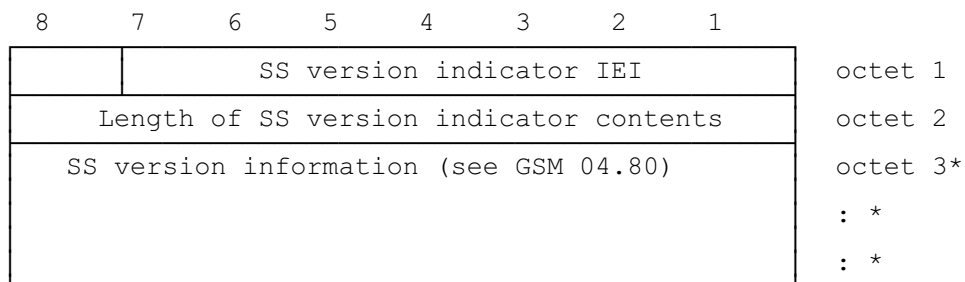 8 7 6 5 4 3 2 1
SS version indicator IEI octet 1
Length of SS version indicator contents octet 2
SS version information (see GSM 04.80) octet 3*
: *
: *